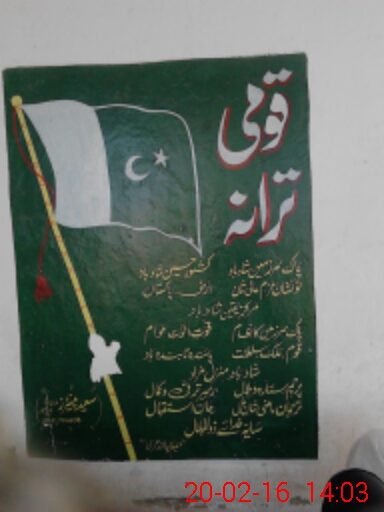 قومی
ترانہ
پاک سرزمین شاد باد کشور حسین شاد باد
تو نشان عزم عالی شان ارض پاکستان
مرکز یقین شاد باد
پاک سرزمین کا نظام قوت اخوت عوام
قوم ملک سلطنت پائندہ تابندہ باد
شاد باد منزل مراد
پرچم ستارہ و ہلال رہبر ترقی و کمال
ترجمان ماضی شان حال جان استقبال
سایہ خدائے ذوالجلال
20-02-16 14:03